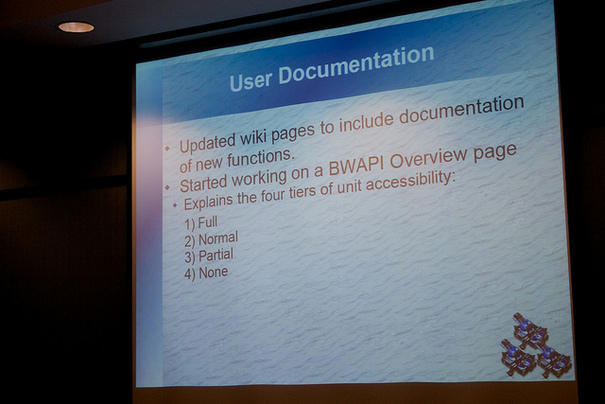 User Documentation
Updated wiki pages to include documentation
of new functions.
Started working on a BWAPI Overview page
Explains the four tiers of unit accessibility:
1) Full
2) Normal
3) Partial
4) None